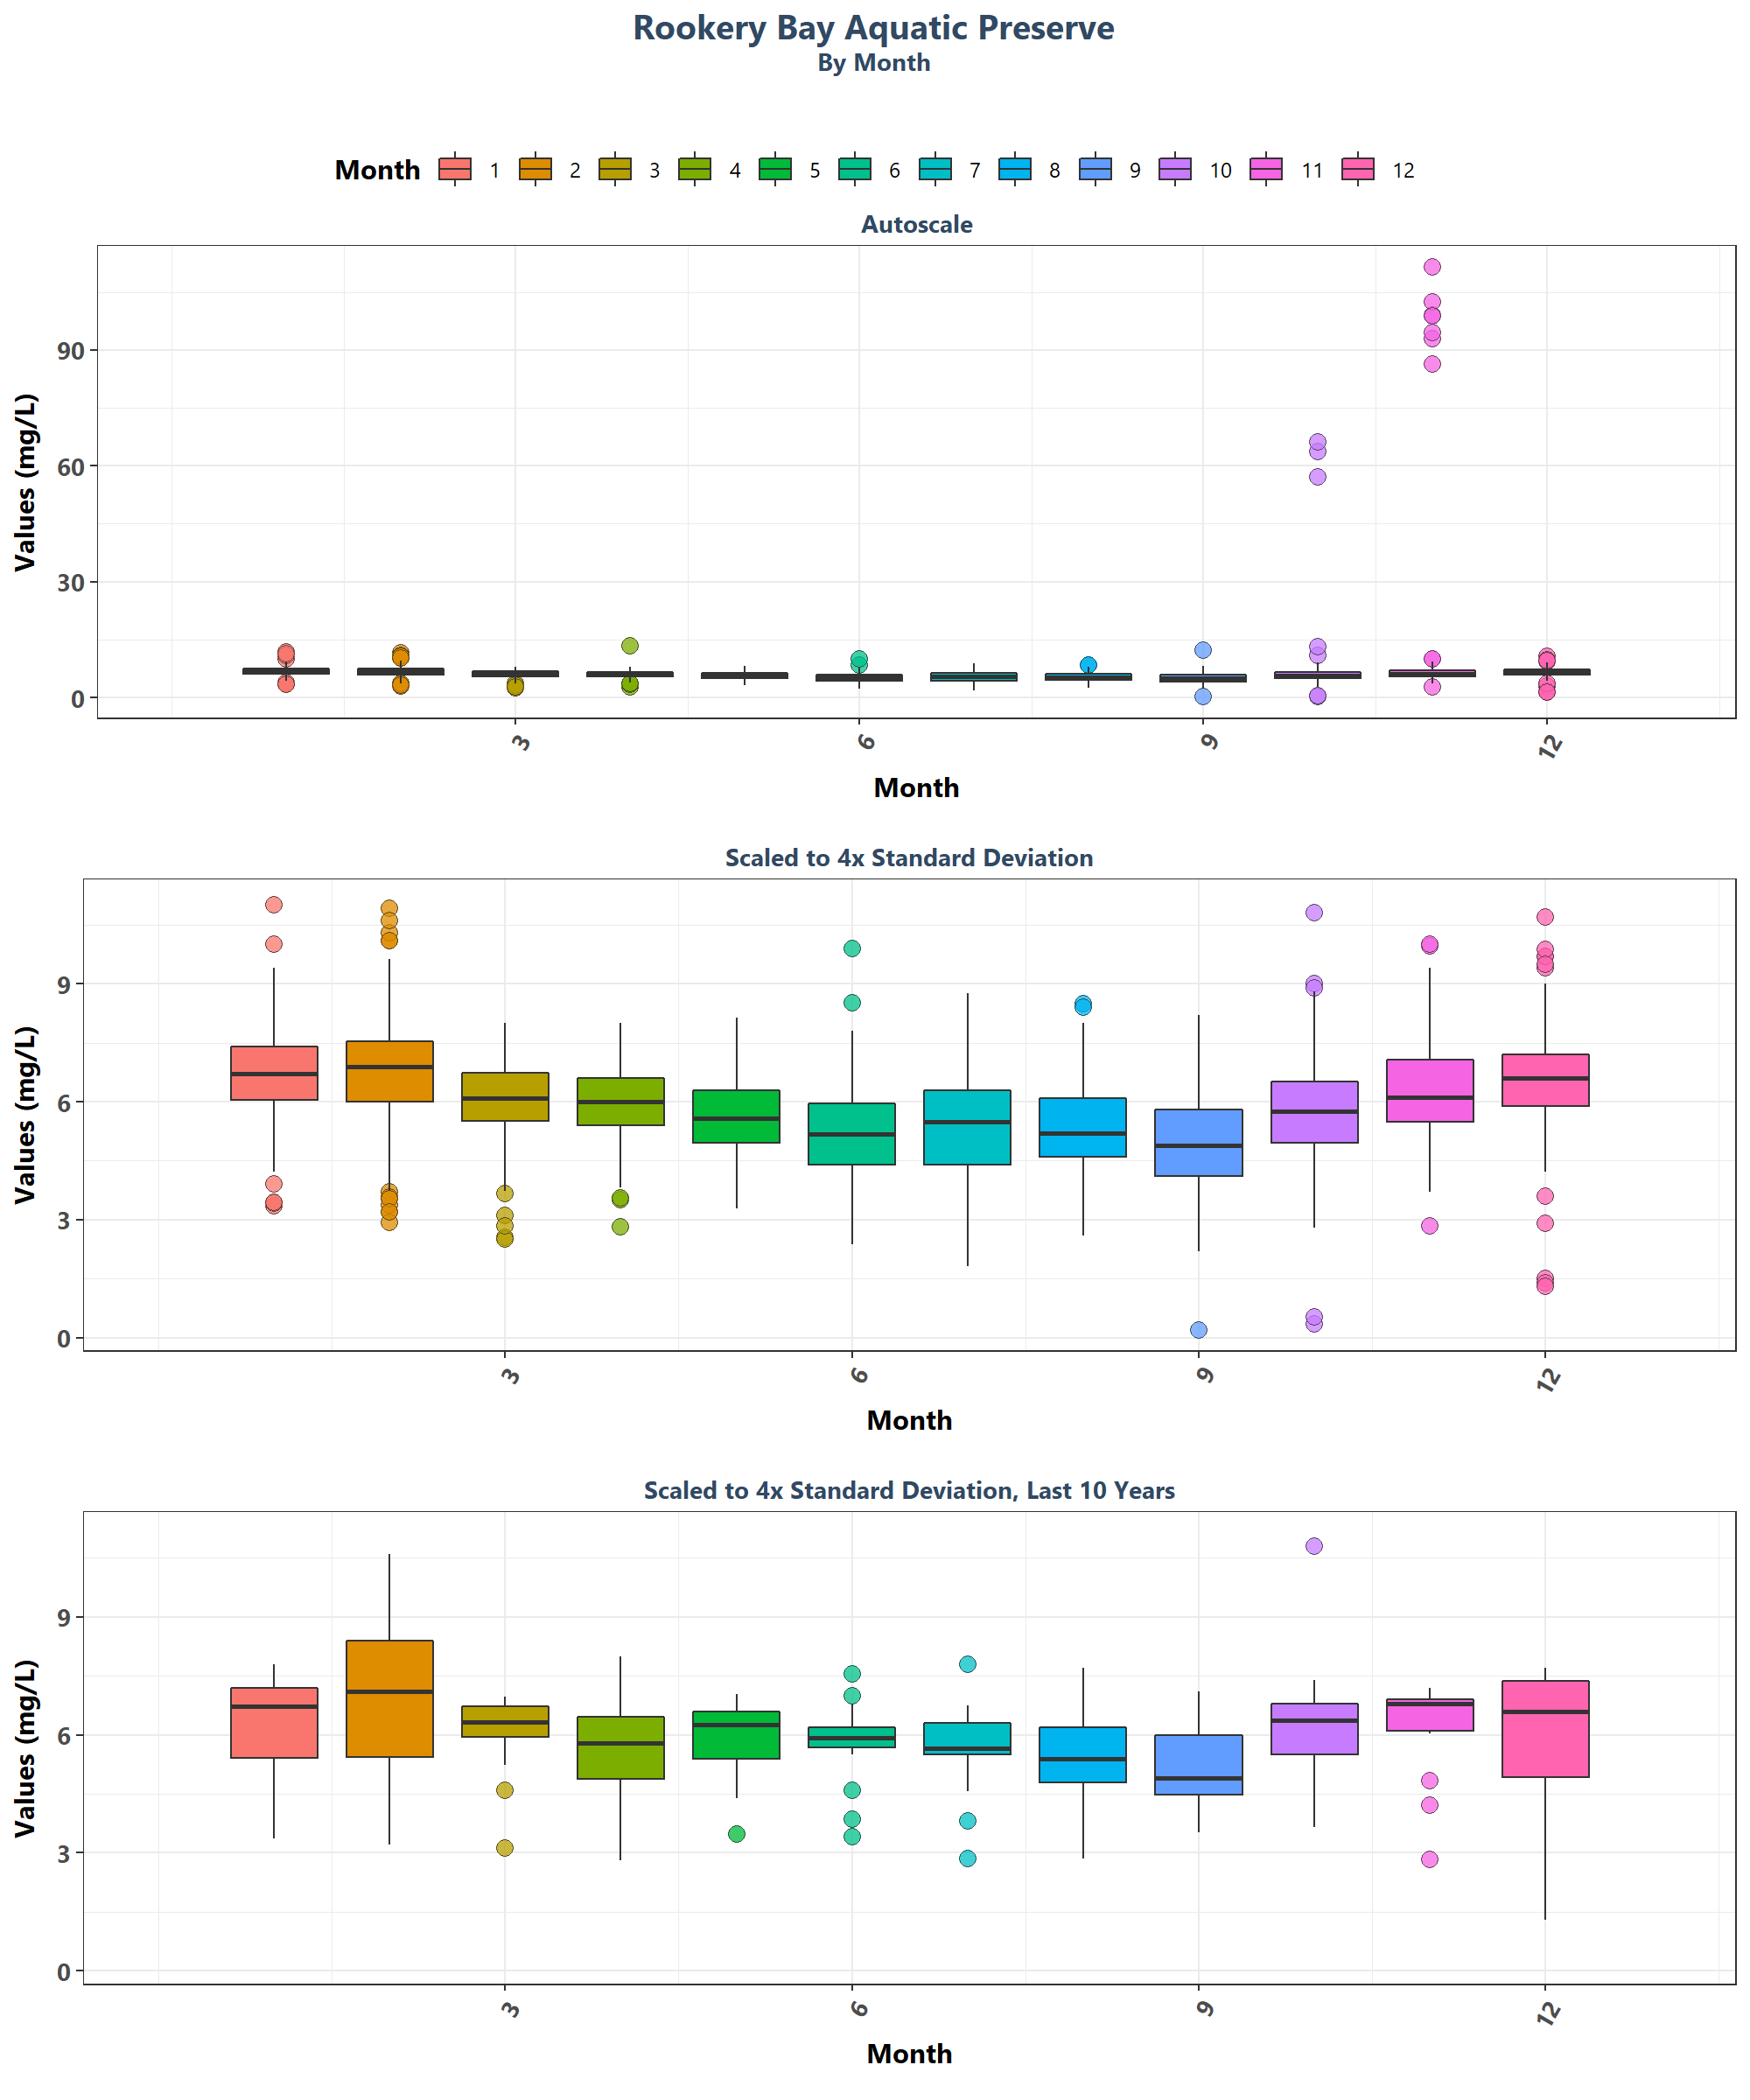 Rookery Bay Aquatic Preserve
By Month
Month 1 2 3 4 5 6 7 8 9 10 11 12
Autoscale
Values (mg/L)
90
60
30
0
3 6 9 12
Month
Scaled to 4x Standard Deviation
Values (mg/L)
9
6
3
0
3 6 9 12
Month
Scaled to 4x Standard Deviation, Last 10 Years
Values (mg/L)
9
6
3
0
3 6 9 12
Month